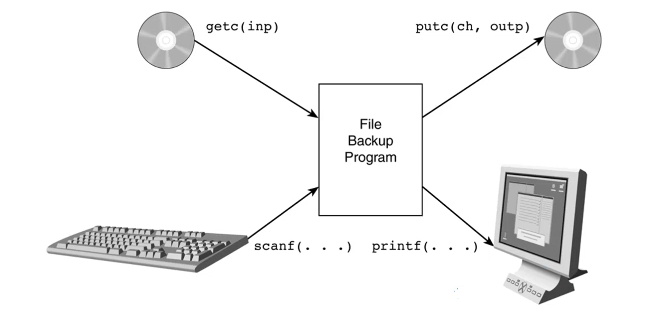 getc(inp)
putc(ch, outp)
File
Backup
Program
scanf(. . .)
printf(. . .)